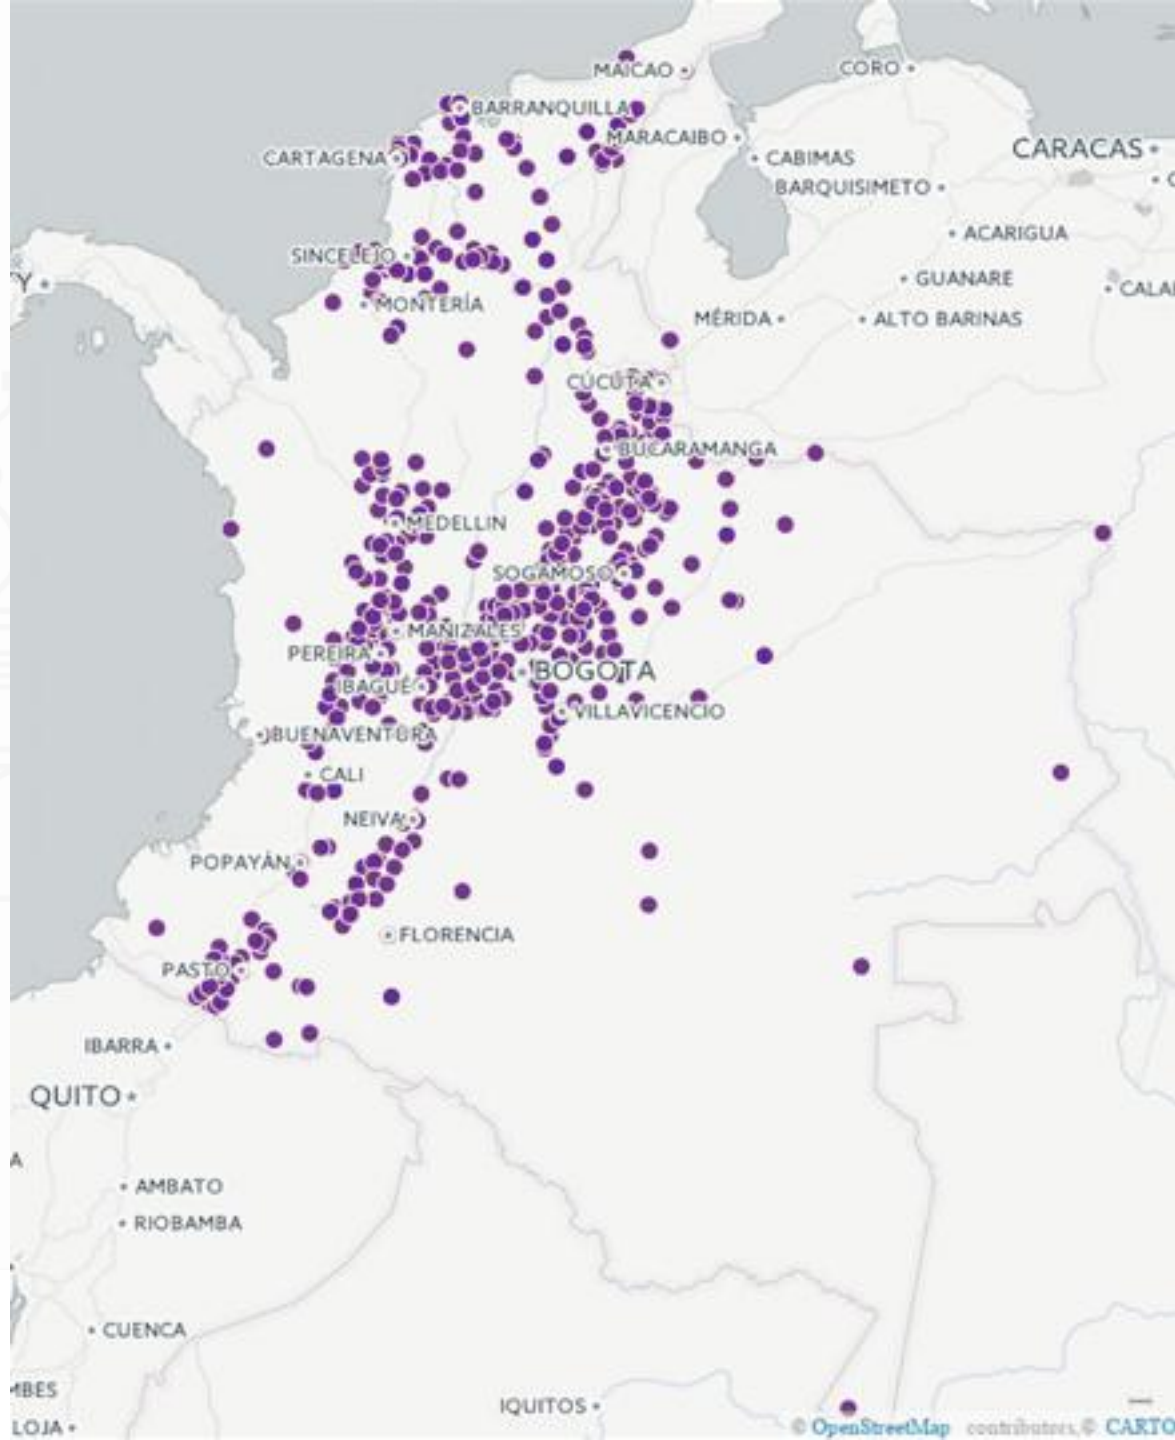 MAICAO
CORO
BARRANQUILLA
MARACAIBO
CARACAS
CARTAGENA
CABIMAS
BARQUISIMETO
ACARIGUA
SINCELEJO
GUANARE
Y
CALA
MONTERÍA
MÉRIDA
ALTO BARINAS
CÚCUTA
BUCARAMANGA
MEDELLIN
SOGAMOSO
MANIZALES
PEREIRA
BOGOTA
IBAGUÉ
VILLAVICENCIO
BUENAVENTURA
CALI
NEIVA
POPAYÁN
FLORENCIA
PASTO
IBARRA
QUITO
A
AMBATO
RIOBAMBA
CUENCA
MBES
IQUITOS
LOJA
© OpenStreetMap contributors, © CARTO